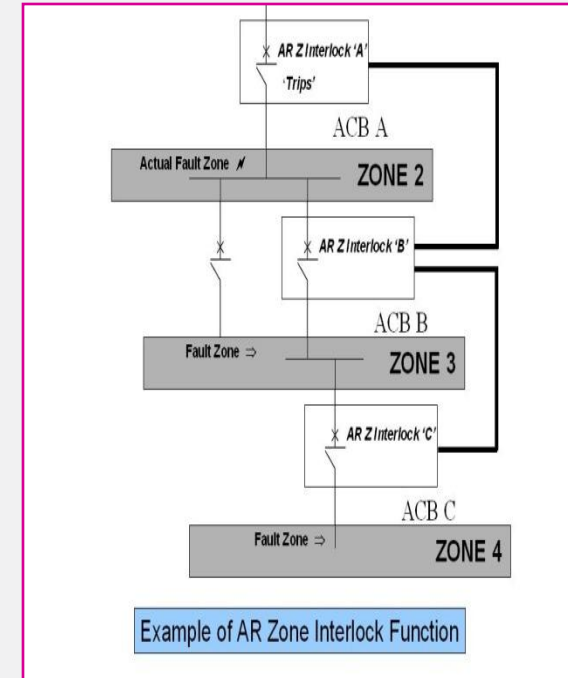 AR Z Interlock 'A'
'Trips'
ACB A
Actual Fault Zone
ZONE 2
AR Z Interlock 'B'
ACB B
Fault Zone ⇒
ZONE 3
AR Z Interlock 'C'
ACB C
Fault Zone ⇒
ZONE 4
Example of AR Zone Interlock Function